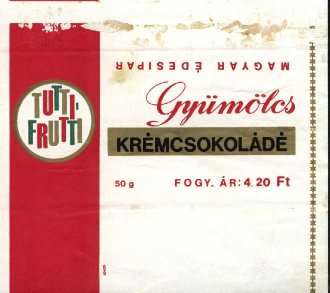 MAGYAR ÉDESIPAR
TUTTI-
FRUTTI
Gyümölcs
KRÉMCSOKOLÁDÉ
50 g
FOGY. ÁR: 4.20 Ft